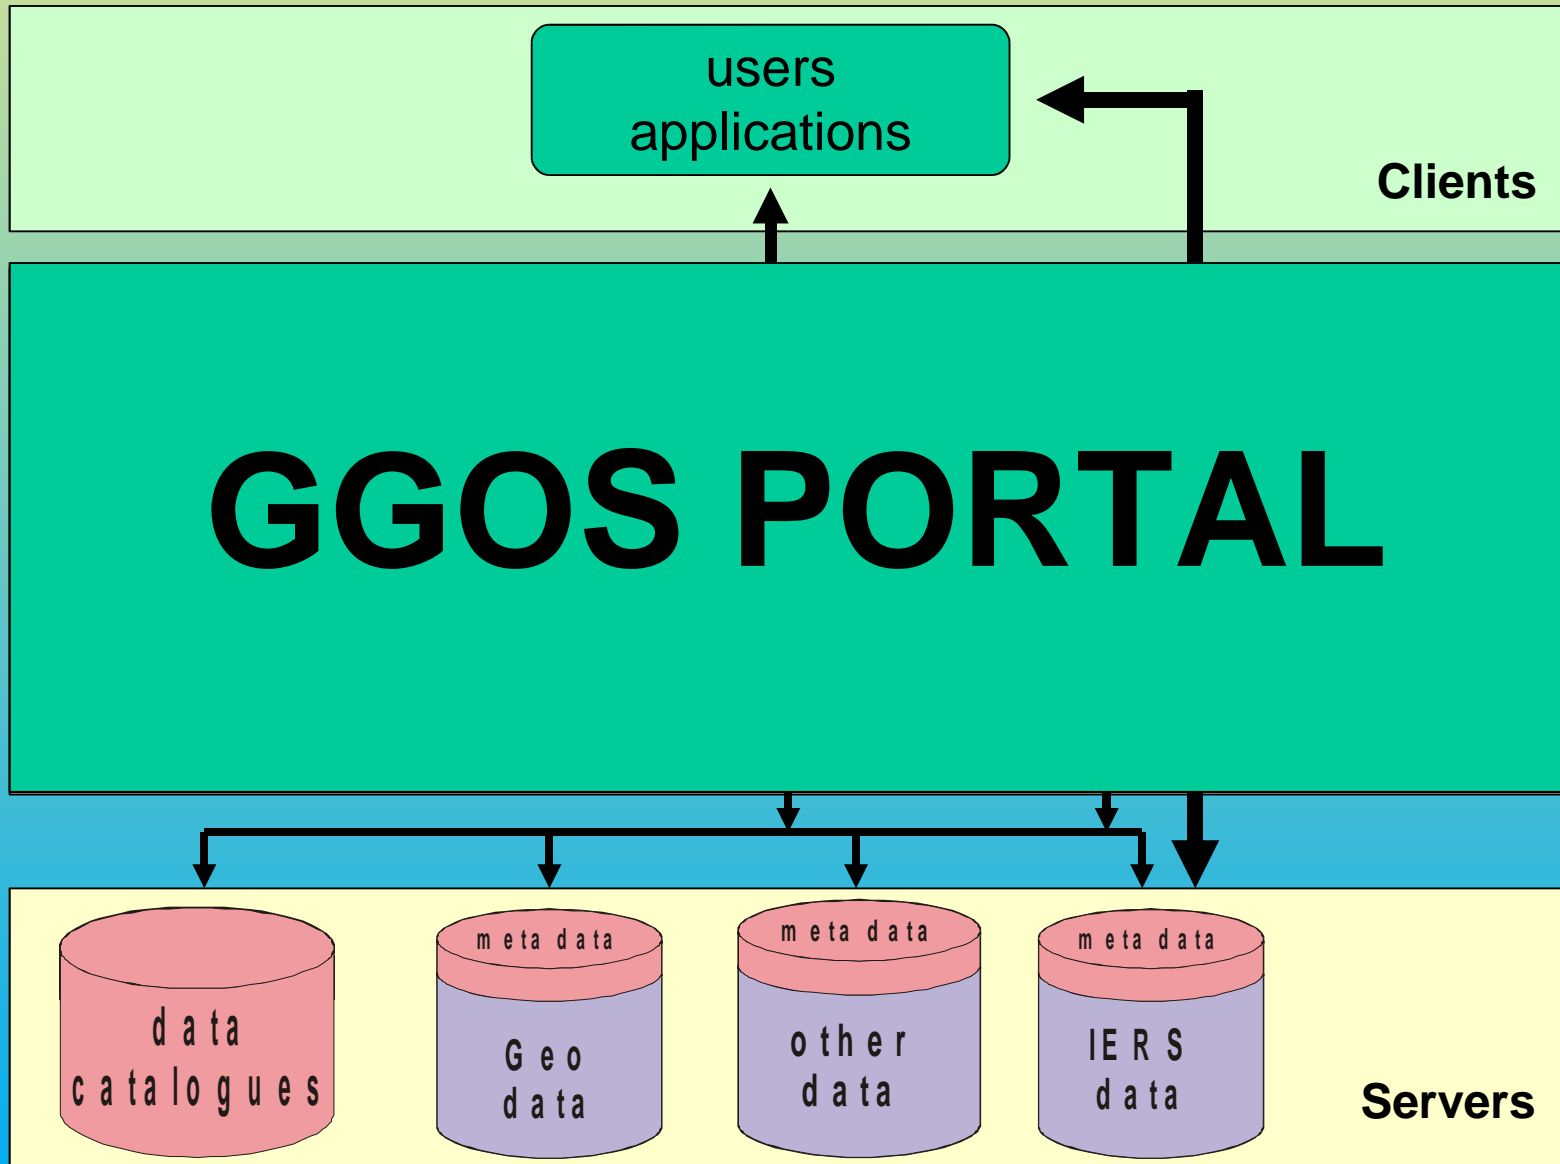 users
applications
Clients
GGOS PORTAL
meta data
meta data
meta data
data
catalogues
Geo
data
other
data
IERS
data
Servers